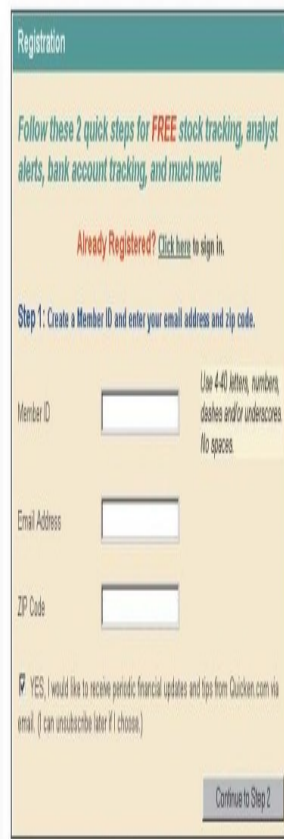 Registration
Follow these 2 quick steps for FREE stock tracking, analyst
alerts, bank account tracking, and much more!
Already Registered? Click here to sign in.
Step 1: Create a Member ID and enter your email address and zip code.
Member ID
Use 4-40 letters, numbers,
dashes and/or underscores.
No spaces.
Email Address
ZIP Code
YES, I would like to receive periodic financial updates and tips from Quicken.com via
email. (I can unsubscribe later if I choose.)
Continue to Step 2